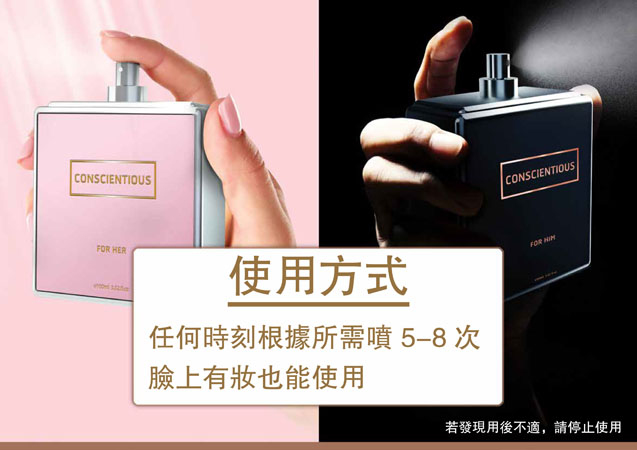 CONSCIENTIOUS
FOR HER
CONSCIENTIOUS
FOR HIM
使用方式
任何時刻根據所需噴 5-8 次
臉上有妝也能使用
若發現用後不適，請停止使用